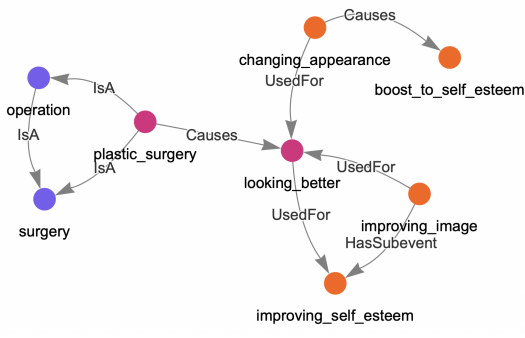 Causes
changing_appearance
UsedFor
boost_to_self_esteem
IsA
operation
IsA
plastic_surgery
Causes
IsA
UsedFor
looking_better
UsedFor
improving_image
surgery
HasSubevent
improving_self_esteem